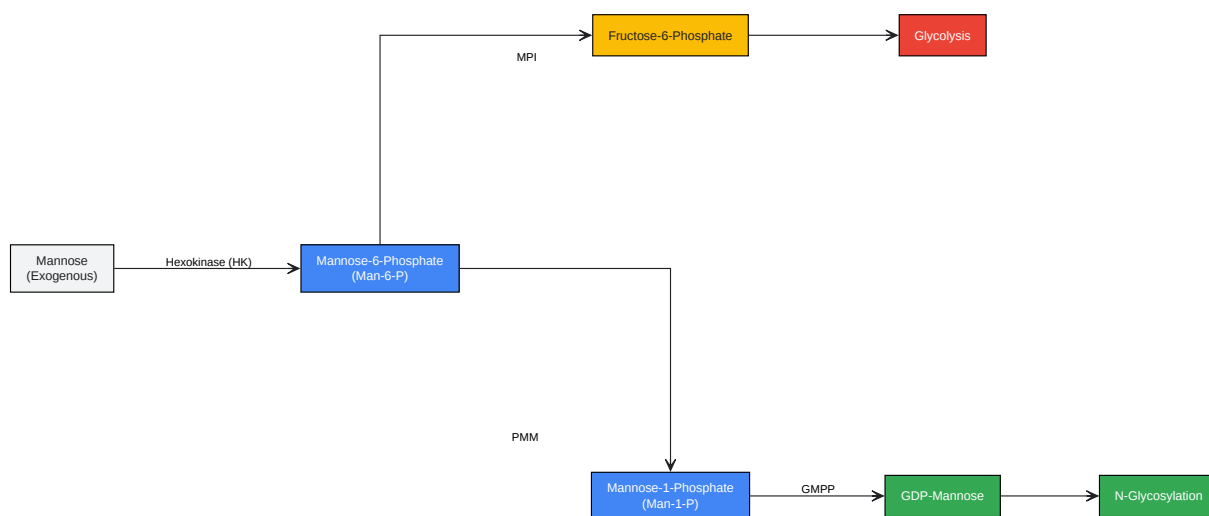 Fructose-6-Phosphate
Glycolysis
MPI
Mannose
(Exogenous)
Hexokinase (HK)
Mannose-6-Phosphate
(Man-6-P)
PMM
Mannose-1-Phosphate
(Man-1-P)
GMPP
GDP-Mannose
N-Glycosylation